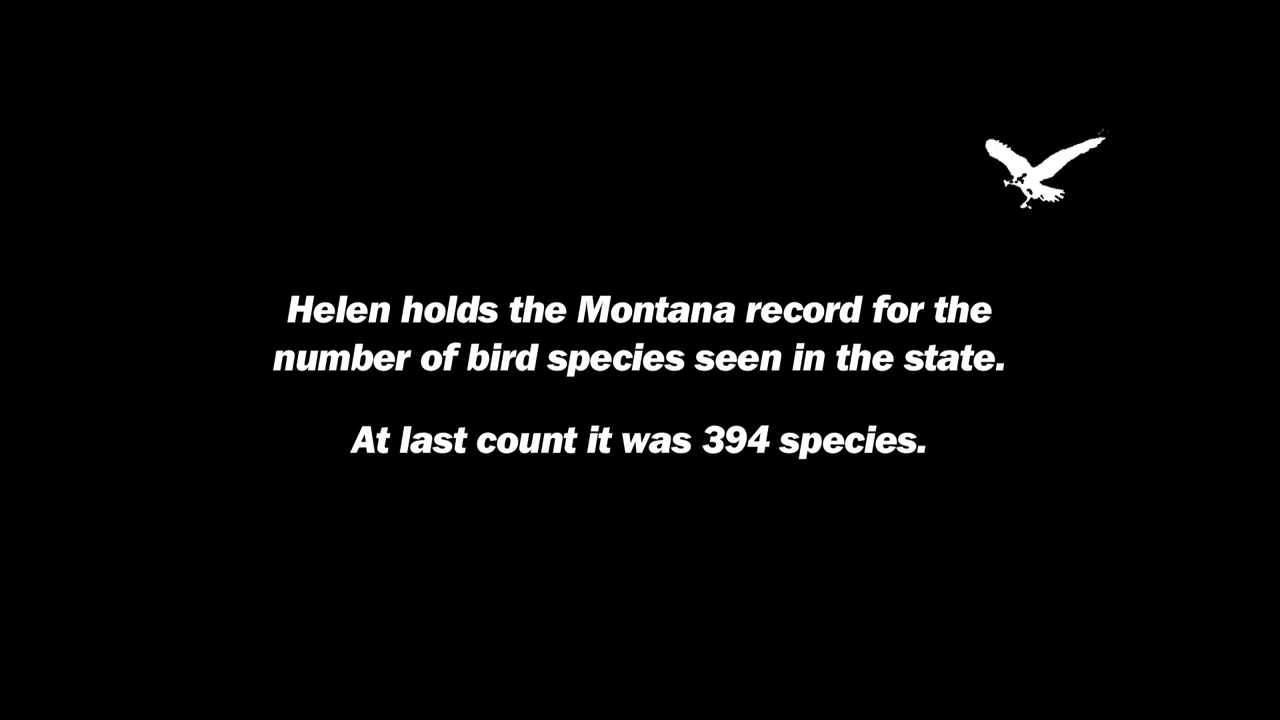 Helen holds the Montana record for the
number of bird species seen in the state.
At last count it was 394 species.